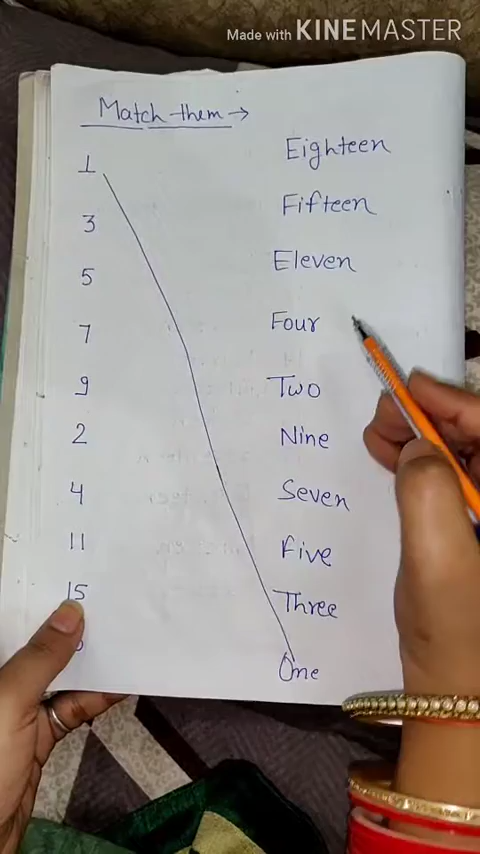 Made with KINEMASTER
Match them →
1 Eighteen
3 Fifteen
5 Eleven
7 Four
9 Two
2 Nine
4 Seven
11 Five
15 Three
One